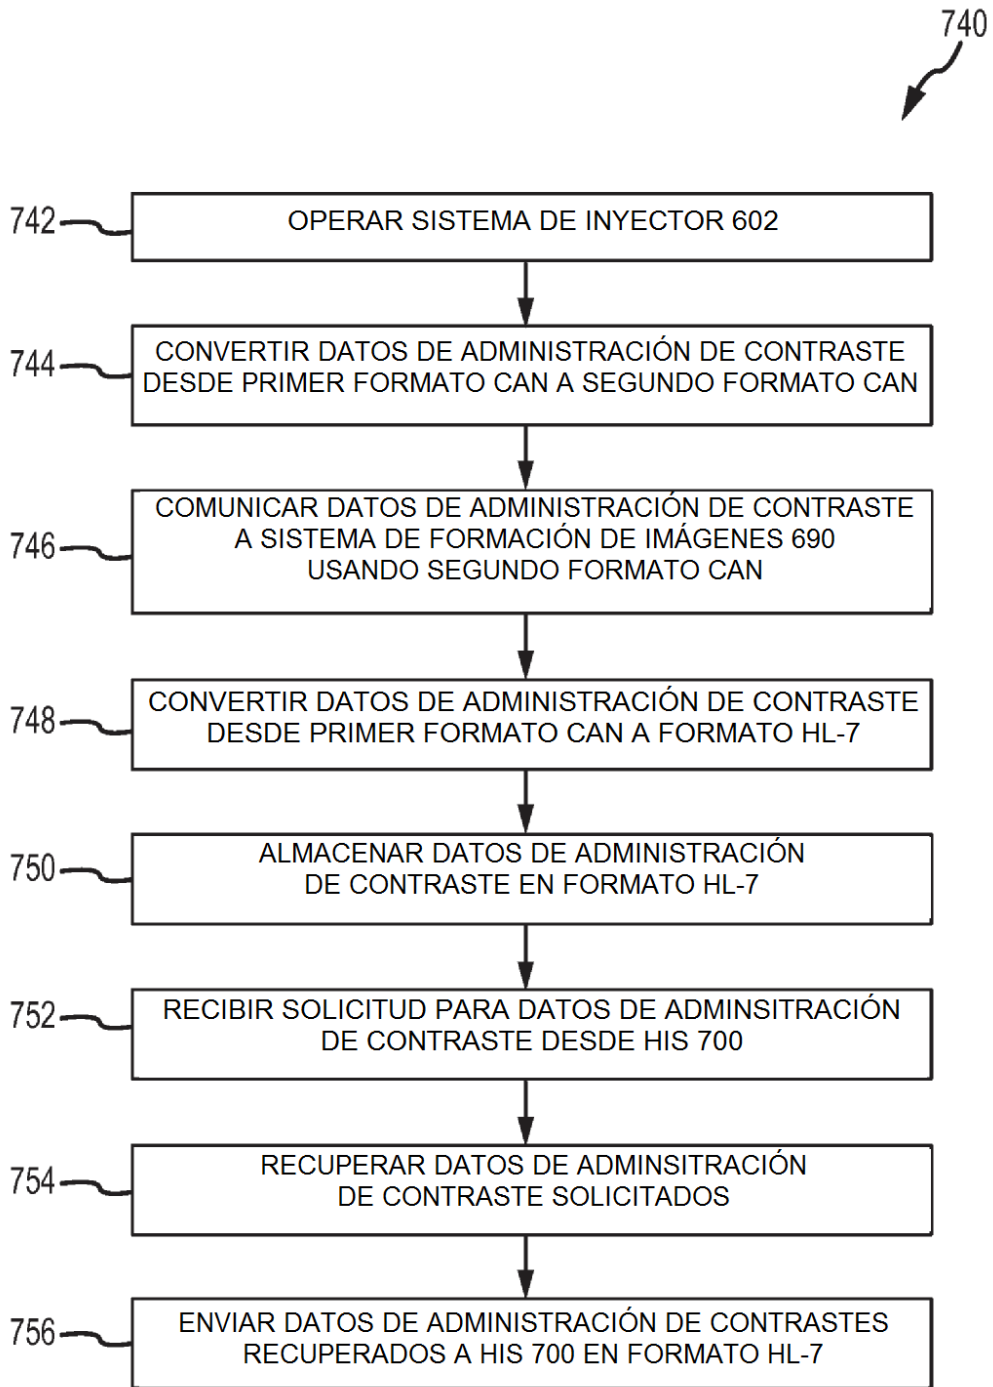 740
742
OPERAR SISTEMA DE INYECTOR 602
744
CONVERTIR DATOS DE ADMINISTRACIÓN DE CONTRASTE
DESDE PRIMER FORMATO CAN A SEGUNDO FORMATO CAN
746
COMUNICAR DATOS DE ADMINISTRACIÓN DE CONTRASTE
A SISTEMA DE FORMACIÓN DE IMÁGENES 690
USANDO SEGUNDO FORMATO CAN
748
CONVERTIR DATOS DE ADMINISTRACIÓN DE CONTRASTE
DESDE PRIMER FORMATO CAN A FORMATO HL-7
750
ALMACENAR DATOS DE ADMINISTRACIÓN
DE CONTRASTE EN FORMATO HL-7
752
RECIBIR SOLICITUD PARA DATOS DE ADMINSITRACIÓN
DE CONTRASTE DESDE HIS 700
754
RECUPERAR DATOS DE ADMINSITRACIÓN
DE CONTRASTE SOLICITADOS
756
ENVIAR DATOS DE ADMINISTRACIÓN DE CONTRASTES
RECUPERADOS A HIS 700 EN FORMATO HL-7